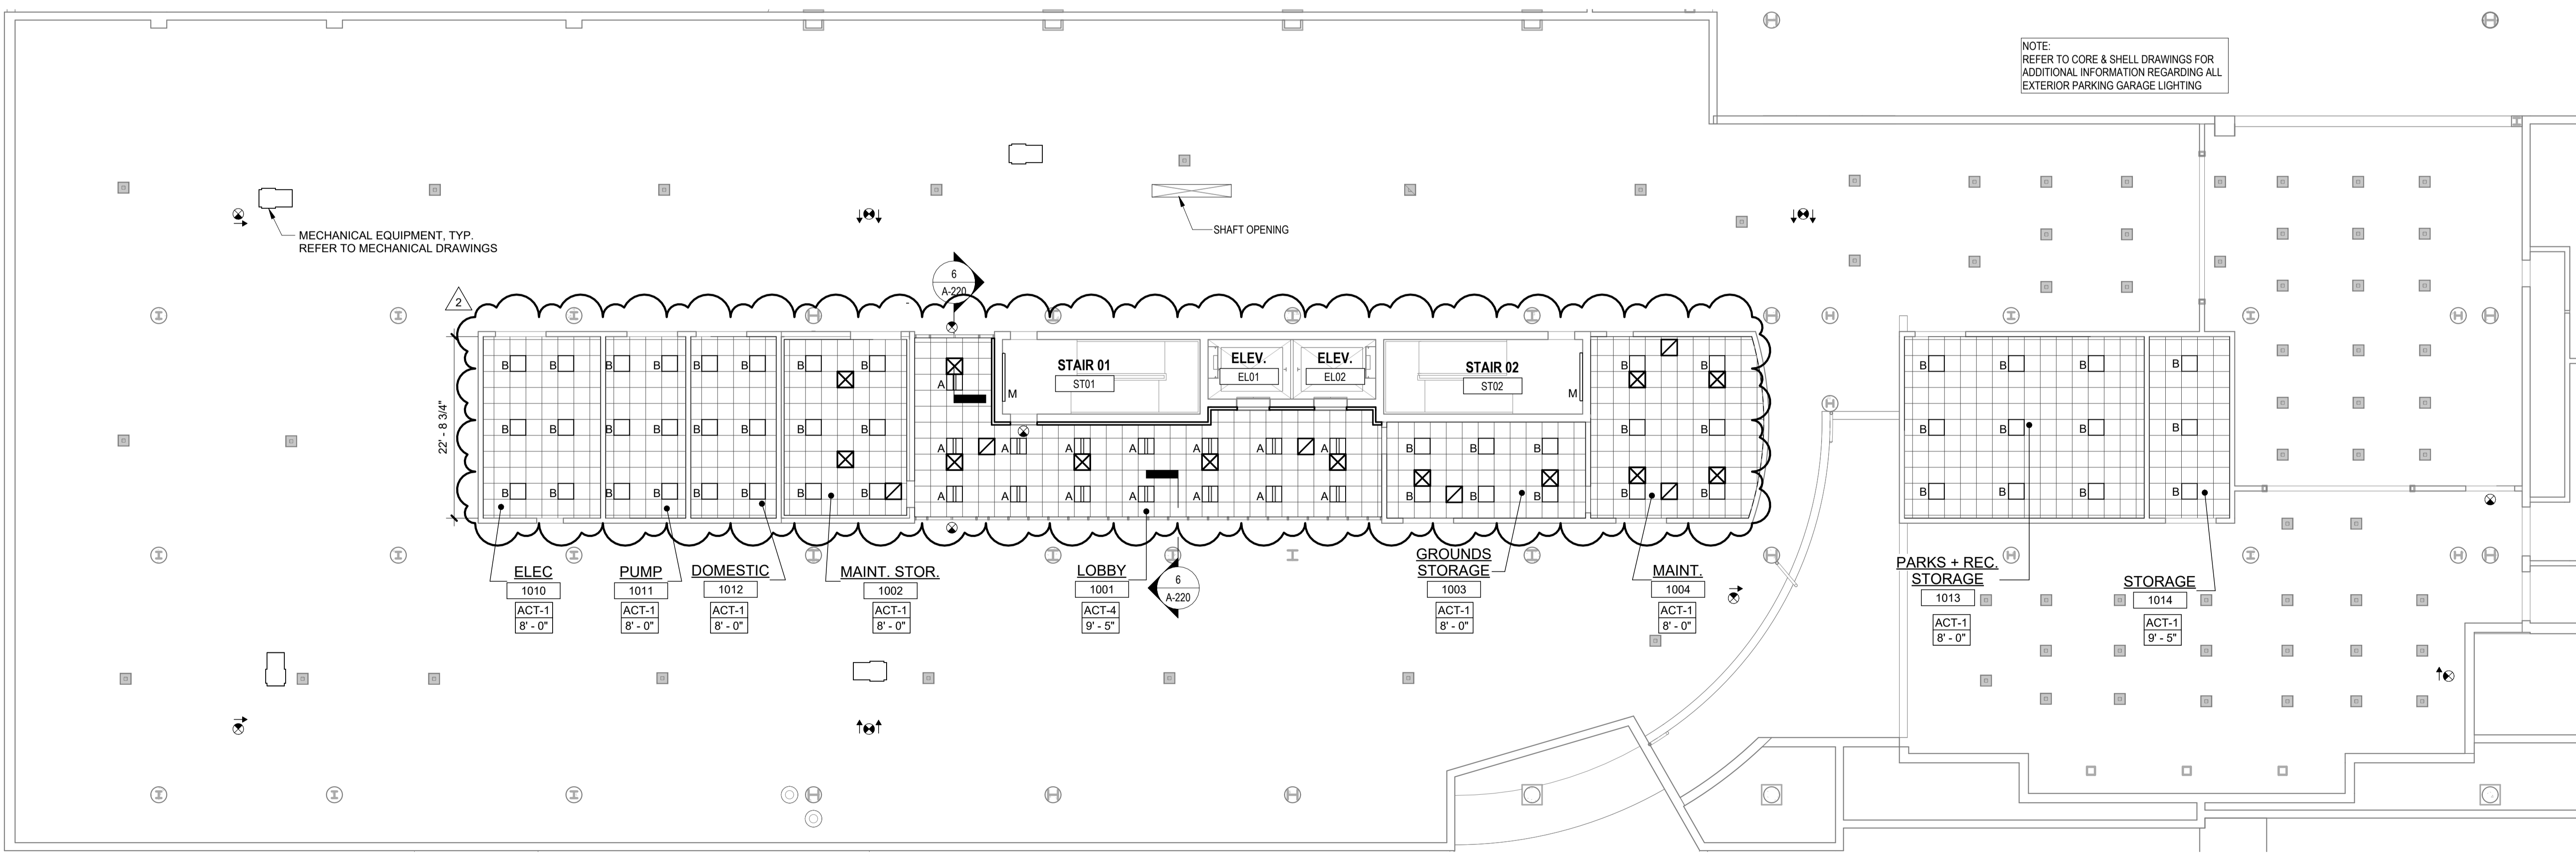 NOTE:
REFER TO CORE & SHELL DRAWINGS FOR
ADDITIONAL INFORMATION REGARDING ALL
EXTERIOR PARKING GARAGE LIGHTING
MECHANICAL EQUIPMENT, TYP.
REFER TO MECHANICAL DRAWINGS
SHAFT OPENING
6
A-220
2
22' - 8 3/4"
STAIR 01
ST01
ELEV.
EL01
ELEV.
EL02
STAIR 02
ST02
M
M
B B B B B B B B
A
B B B
B B B B
B B B B B B B B
B B B B
A A A A A A A
B B B
B B B B B B B B
A A A A A A A
B B B
B B
B B B B
ELEC
1010
ACT-1
8' - 0"
PUMP
1011
ACT-1
8' - 0"
DOMESTIC
1012
ACT-1
8' - 0"
MAINT. STOR.
1002
ACT-1
8' - 0"
LOBBY
1001
ACT-4
9' - 5"
6
A-220
GROUNDS
STORAGE
1003
ACT-1
8' - 0"
MAINT.
1004
ACT-1
8' - 0"
PARKS + REC.
STORAGE
1013
ACT-1
8' - 0"
STORAGE
1014
ACT-1
9' - 5"